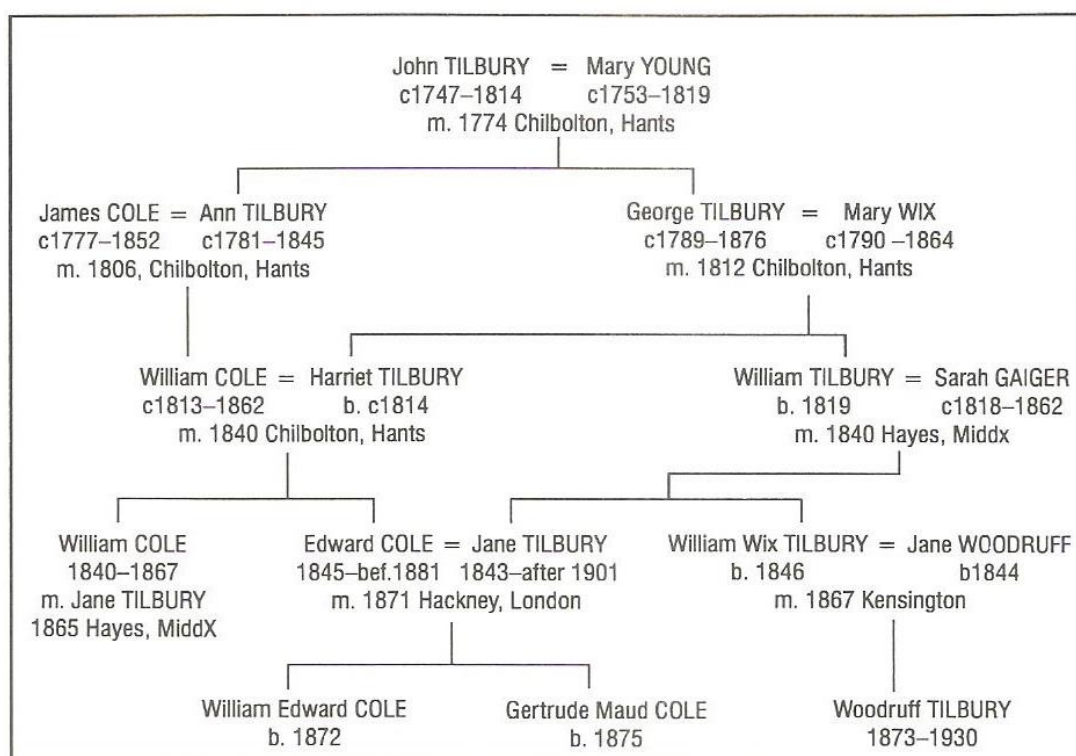 John TILBURY = Mary YOUNG
c1747–1814 c1753–1819
m. 1774 Chilbolton, Hants
James COLE = Ann TILBURY
c1777–1852 c1781–1845
m. 1806, Chilbolton, Hants
George TILBURY = Mary WIX
c1789–1876 c1790 –1864
m. 1812 Chilbolton, Hants
William COLE = Harriet TILBURY
c1813–1862 b. c1814
m. 1840 Chilbolton, Hants
William TILBURY = Sarah GAIGER
b. 1819 c1818–1862
m. 1840 Hayes, Middx
William COLE
1840–1867
m. Jane TILBURY
1865 Hayes, MiddX
Edward COLE = Jane TILBURY
1845–bef.1881 1843–after 1901
m. 1871 Hackney, London
William Wix TILBURY = Jane WOODRUFF
b. 1846 b1844
m. 1867 Kensington
William Edward COLE
b. 1872
Gertrude Maud COLE
b. 1875
Woodruff TILBURY
1873–1930